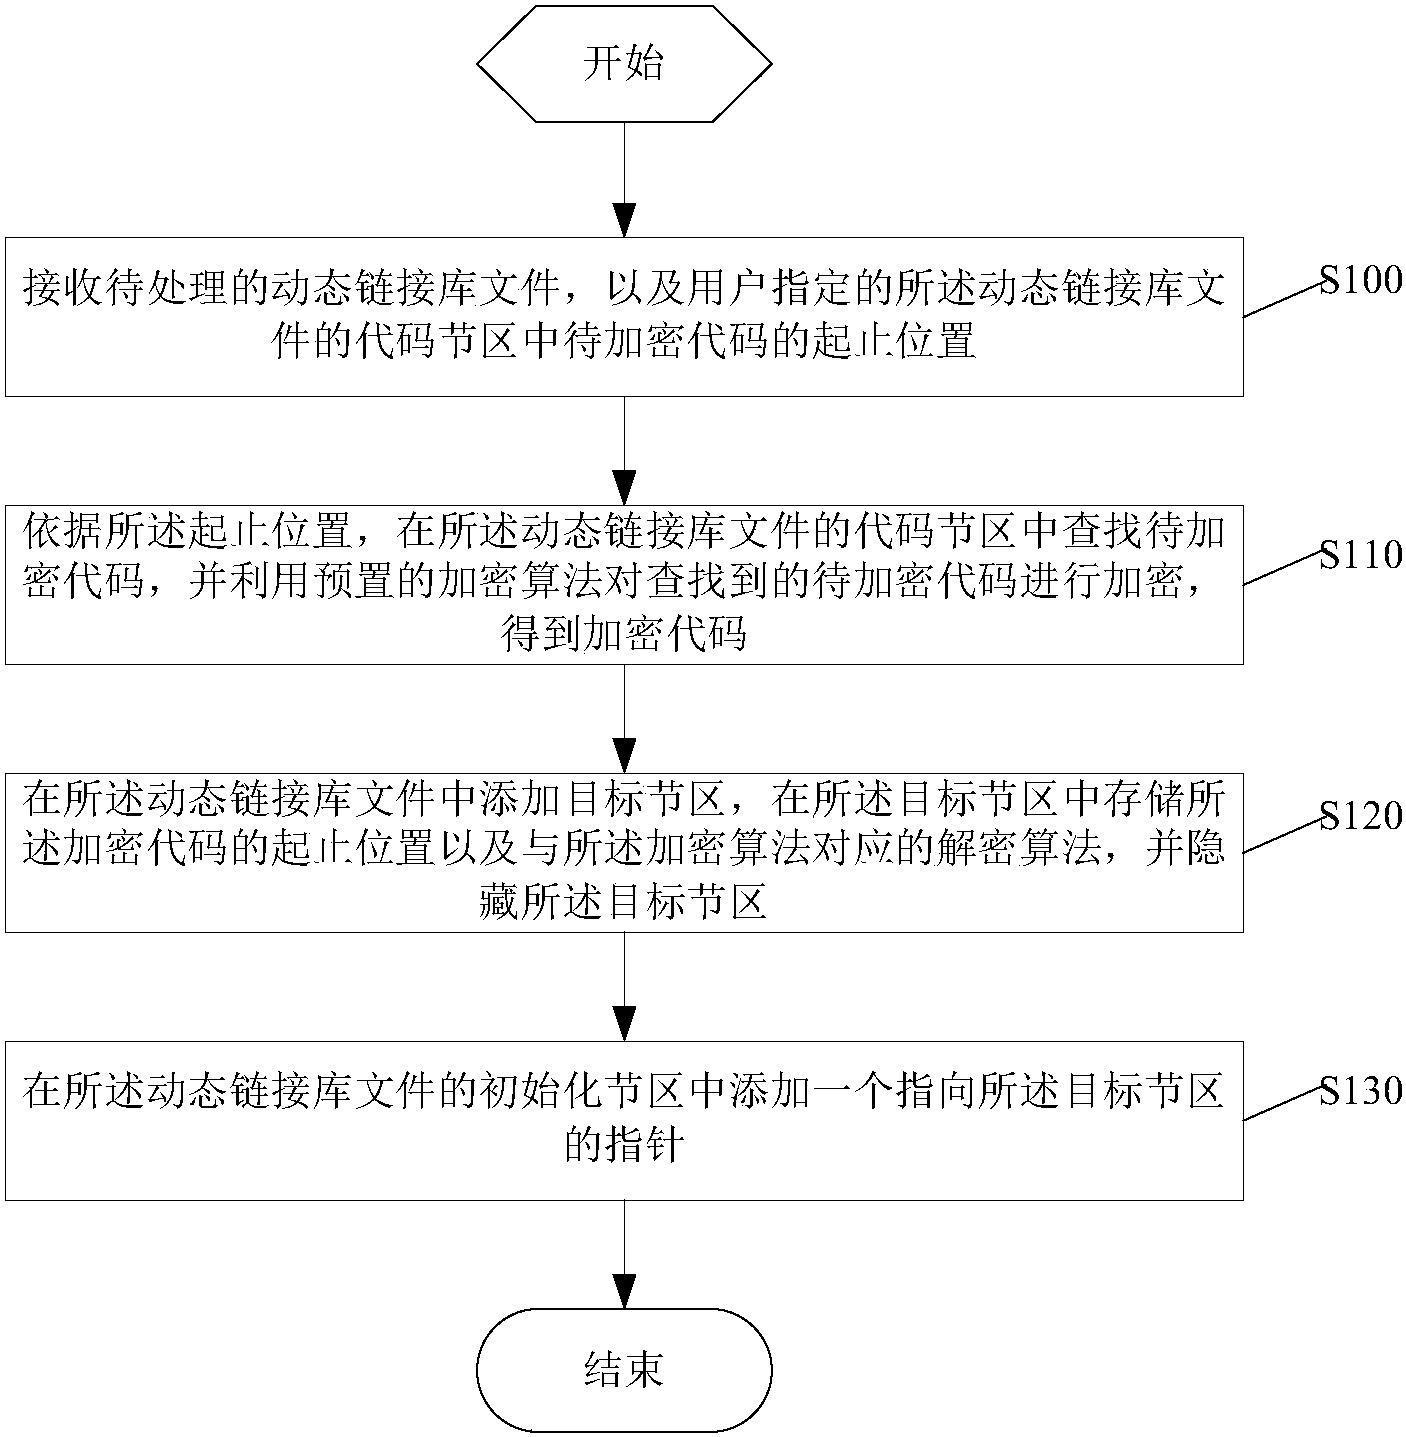 开始
接收待处理的动态链接库文件，以及用户指定的所述动态链接库文
件的代码节区中待加密代码的起止位置
S100
依据所述起止位置，在所述动态链接库文件的代码节区中查找待加
密代码，并利用预置的加密算法对查找到的待加密代码进行加密，
得到加密代码
S110
在所述动态链接库文件中添加目标节区，在所述目标节区中存储所
述加密代码的起止位置以及与所述加密算法对应的解密算法，并隐
藏所述目标节区
S120
在所述动态链接库文件的初始化节区中添加一个指向所述目标节区
的指针
S130
结束